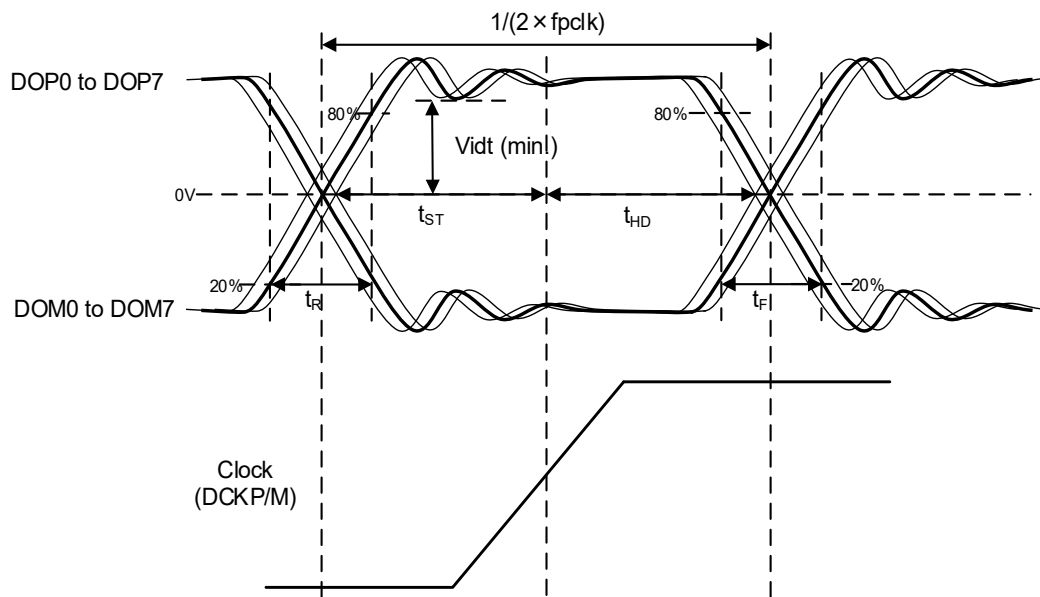 1/(2×fpclk)
DOP0 to DOP7
80%
80%
Vidt (min!)
0V
tST
tHD
20%
tR
tF
20%
DOM0 to DOM7
Clock
(DCKP/M)